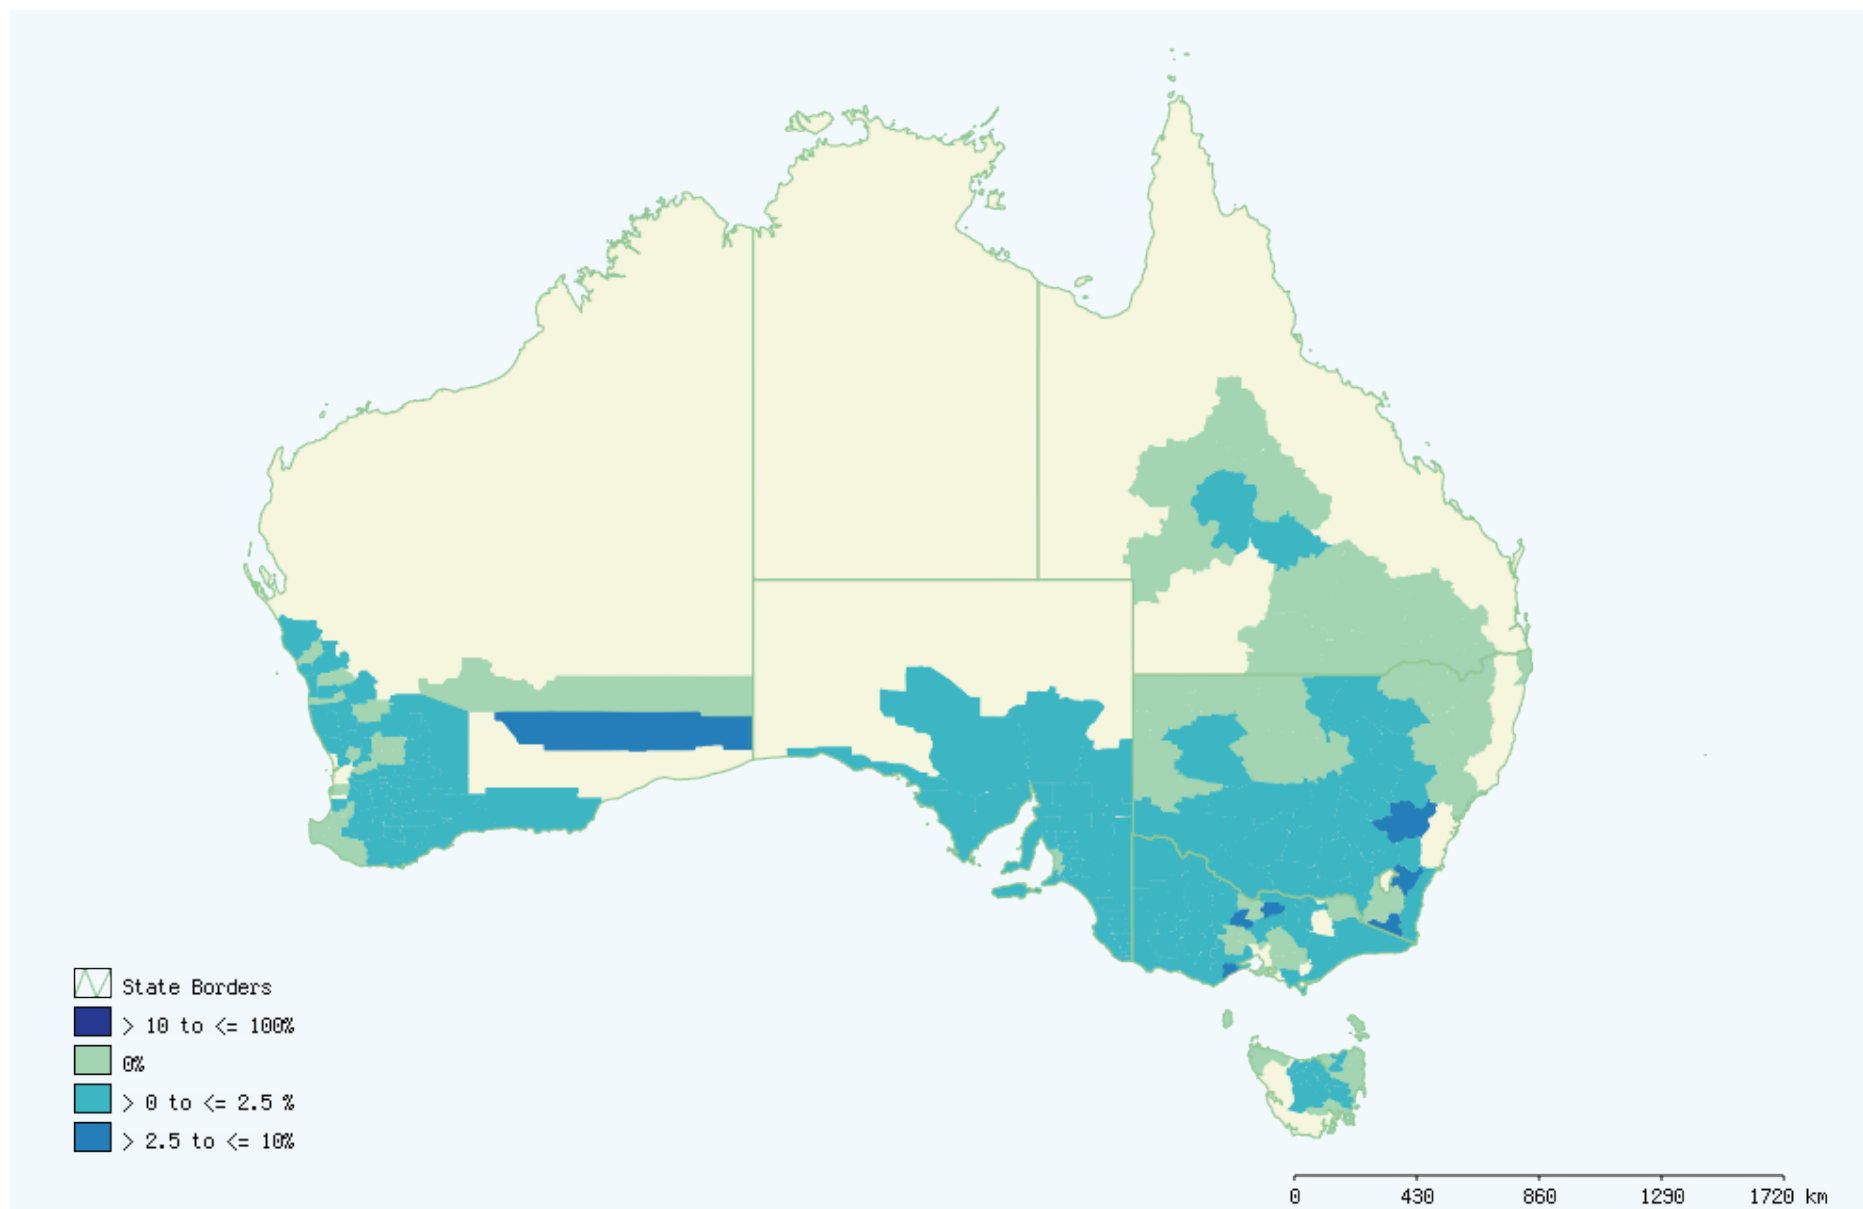 State Borders
> 10 to <= 100%
0%
> 0 to <= 2.5 %
> 2.5 to <= 10%
0 430 860 1290 1720 km